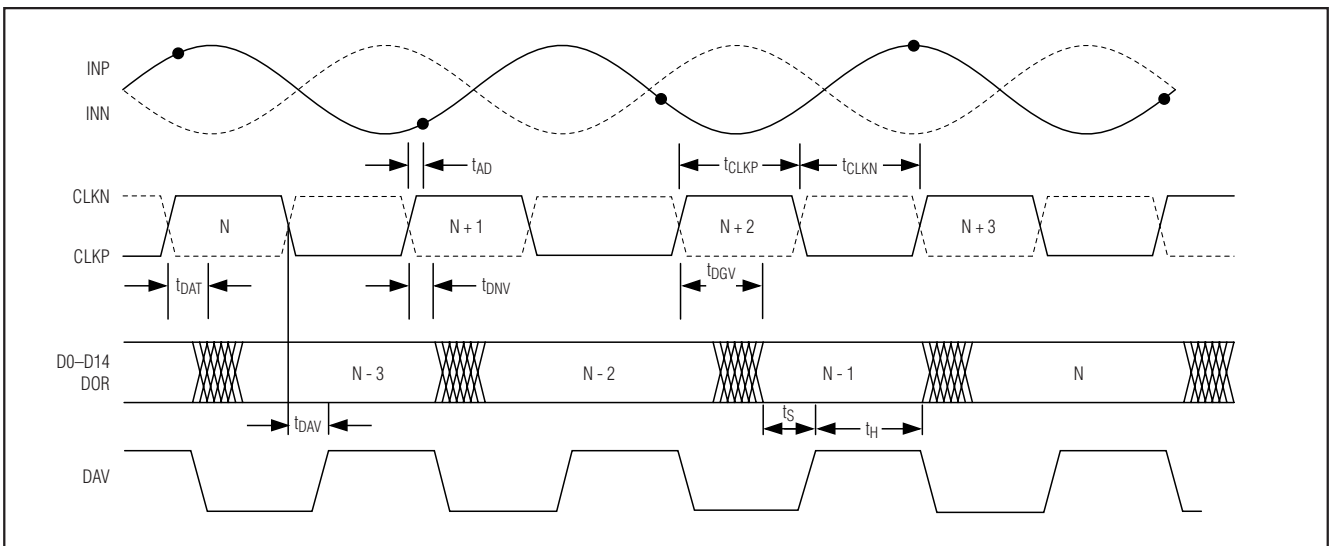 INP
INN
tAD
tCLKP
tCLKN
CLKN
N
N + 1
N + 2
N + 3
CLKP
tDAT
tDNV
tDGV
D0–D14
DOR
N - 3
N - 2
N - 1
N
tDAV
tS
tH
DAV